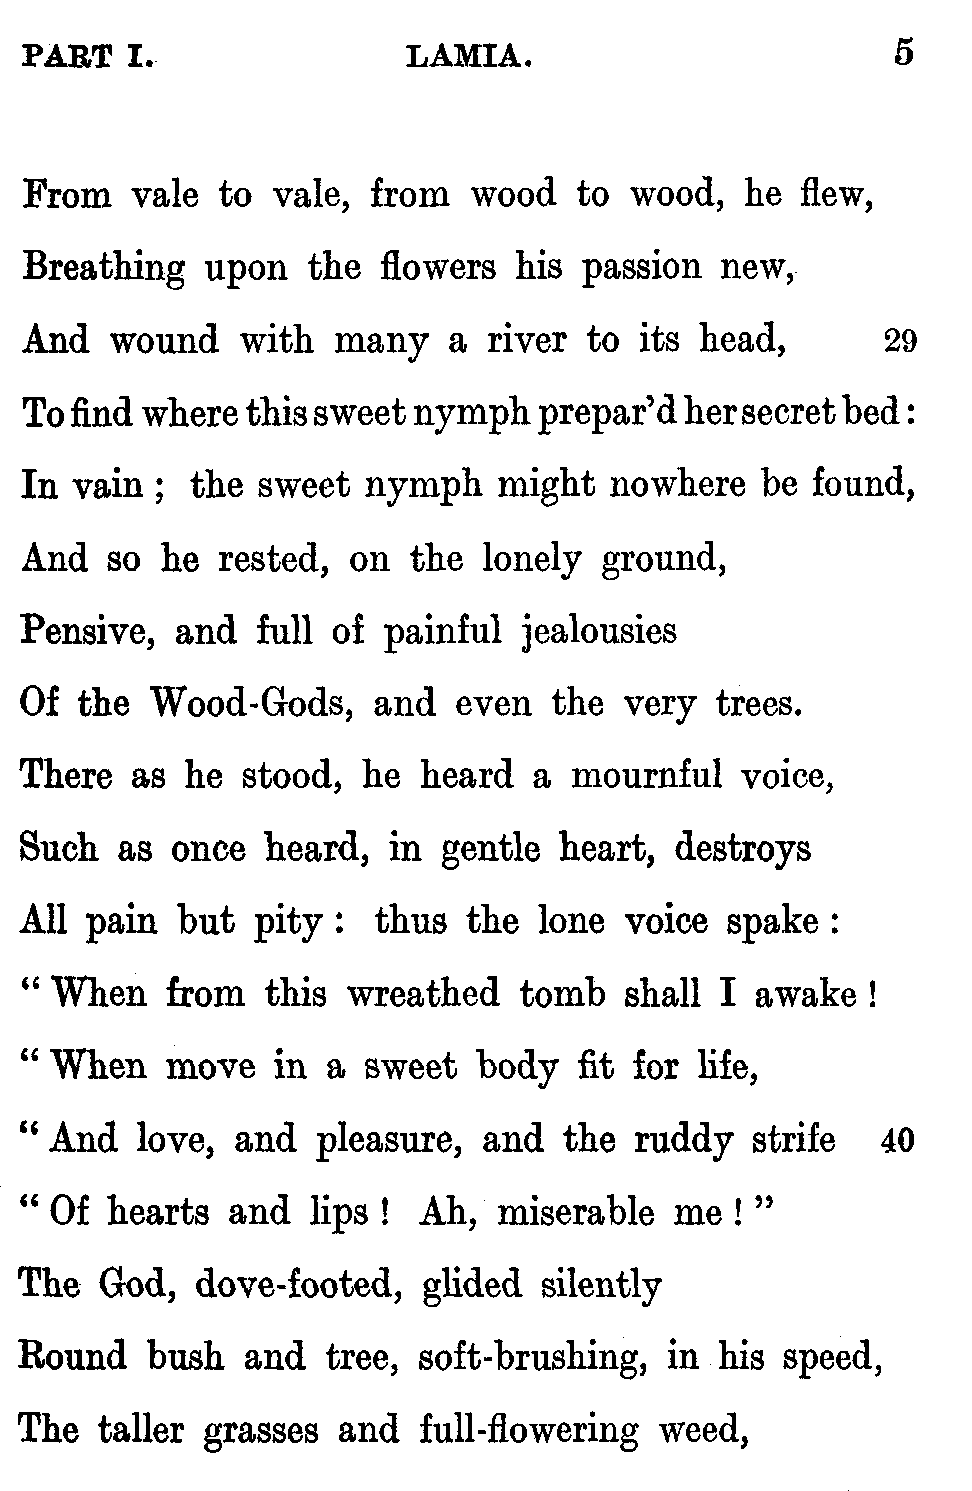 PART I. LAMIA. 5
From vale to vale, from wood to wood, he flew,
Breathing upon the flowers his passion new,
And wound with many a river to its head, 29
To find where this sweet nymph prepar'd her secret bed:
In vain; the sweet nymph might nowhere be found,
And so he rested, on the lonely ground,
Pensive, and full of painful jealousies
Of the Wood-Gods, and even the very trees.
There as he stood, he heard a mournful voice,
Such as once heard, in gentle heart, destroys
All pain but pity: thus the lone voice spake:
“When from this wreathed tomb shall I awake!
“When move in a sweet body fit for life,
“And love, and pleasure, and the ruddy strife 40
“Of hearts and lips! Ah, miserable me!”
The God, dove-footed, glided silently
Round bush and tree, soft-brushing, in his speed,
The taller grasses and full-flowering weed,